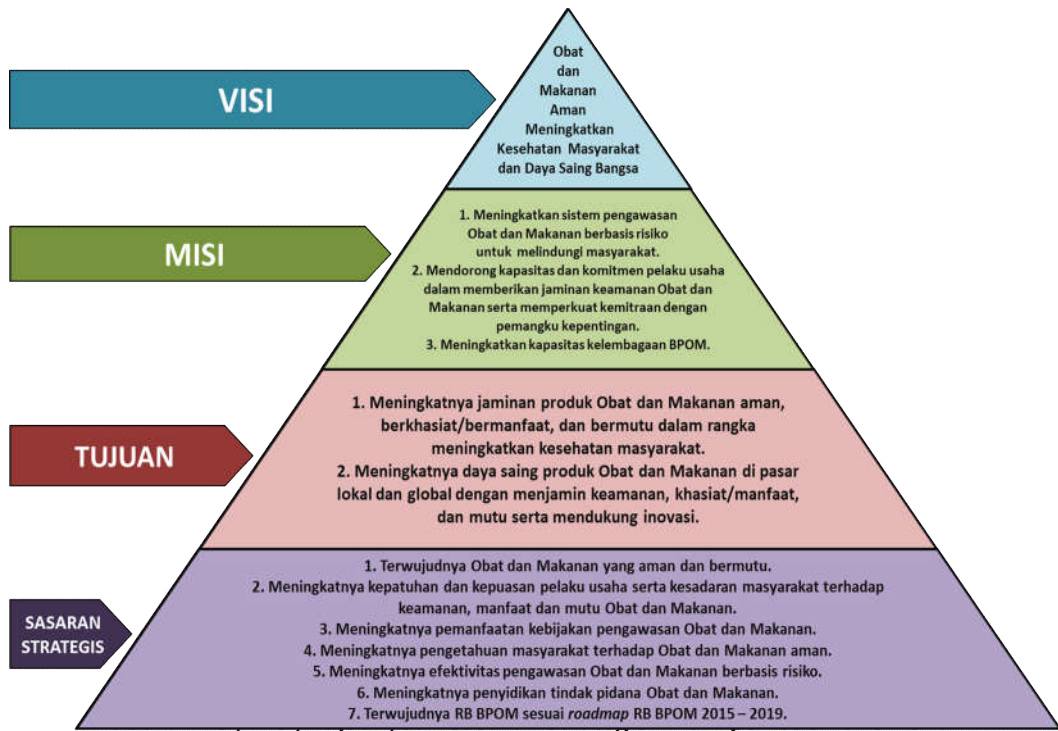 VISI
Obat
dan
Makanan
Aman
Meningkatkan
Kesehatan Masyarakat
dan Daya Saing Bangsa
MISI
1. Meningkatkan sistem pengawasan
Obat dan Makanan berbasis risiko
untuk melindungi masyarakat.
2. Mendorong kapasitas dan komitmen pelaku usaha
dalam memberikan jaminan keamanan Obat dan
Makanan serta memperkuat kemitraan dengan
pemangku kepentingan.
3. Meningkatkan kapasitas kelembagaan BPOM.
TUJUAN
1. Meningkatnya jaminan produk Obat dan Makanan aman,
berkhasiat/bermanfaat, dan bermutu dalam rangka
meningkatkan kesehatan masyarakat.
2. Meningkatnya daya saing produk Obat dan Makanan di pasar
lokal dan global dengan menjamin keamanan, khasiat/manfaat,
dan mutu serta mendukung inovasi.
SASARAN
STRATEGIS
1. Terwujudnya Obat dan Makanan yang aman dan bermutu.
2. Meningkatnya kepatuhan dan kepuasan pelaku usaha serta kesadaran masyarakat terhadap
keamanan, manfaat dan mutu Obat dan Makanan.
3. Meningkatnya pemanfaatan kebijakan pengawasan Obat dan Makanan.
4. Meningkatnya pengetahuan masyarakat terhadap Obat dan Makanan aman.
5. Meningkatnya efektivitas pengawasan Obat dan Makanan berbasis risiko.
6. Meningkatnya penyidikan tindak pidana Obat dan Makanan.
7. Terwujudnya RB BPOM sesuai roadmap RB BPOM 2015 – 2019.